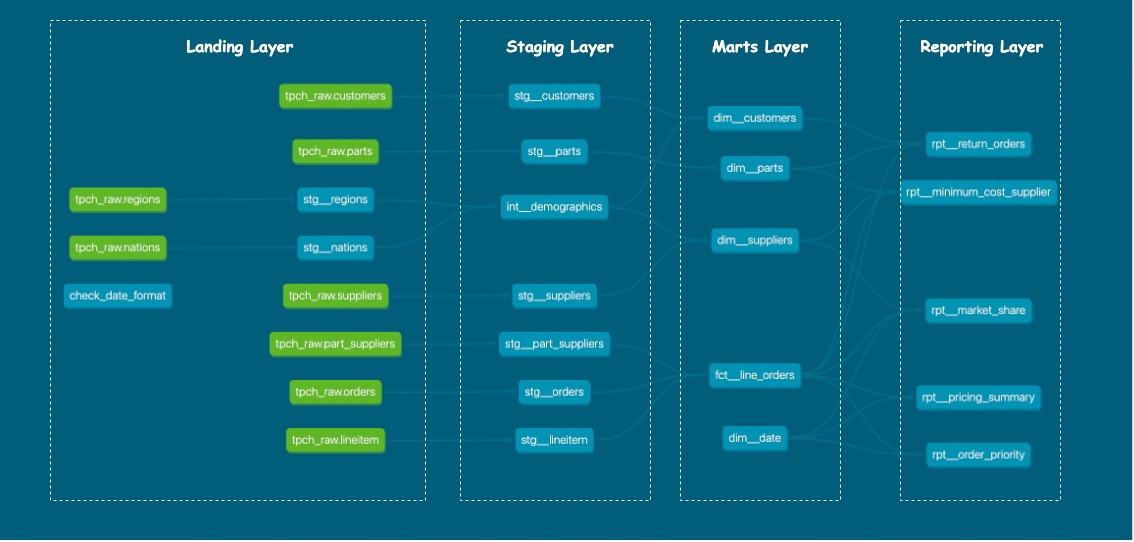 Landing Layer
Staging Layer
Marts Layer
Reporting Layer
tpch_raw.customers
tpch_raw.parts
tpch_raw.regions
stg__regions
tpch_raw.nations
stg__nations
check_date_format
tpch_raw.suppliers
tpch_raw.part_suppliers
tpch_raw.orders
tpch_raw.lineitem
stg__customers
stg__parts
int__demographics
stg__suppliers
stg__part_suppliers
stg__orders
stg__lineitem
dim__customers
dim__parts
dim__suppliers
fct__line_orders
dim__date
rpt__return_orders
rpt__minimum_cost_supplier
rpt__market_share
rpt__pricing_summary
rpt__order_priority